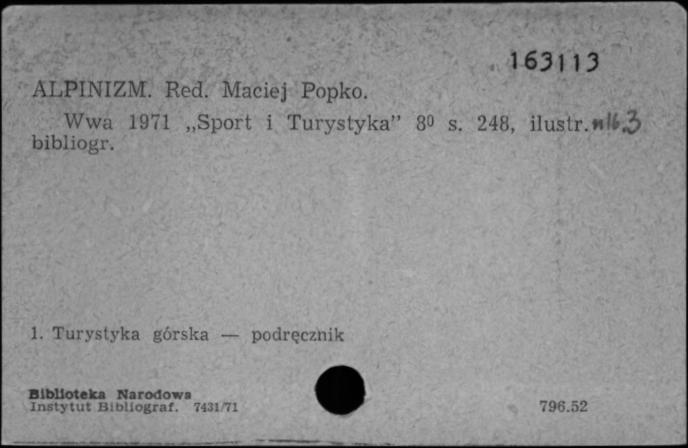 163113
ALPINIZM. Red. Maciej Popko.
Wwa 1971 „Sport i Turystyka” 8⁰ s. 248, ilustr.
bibliogr.
1. Turystyka górska — podręcznik
Biblioteka Narodowa
Instytut Bibliograf. 7431/71
796.52